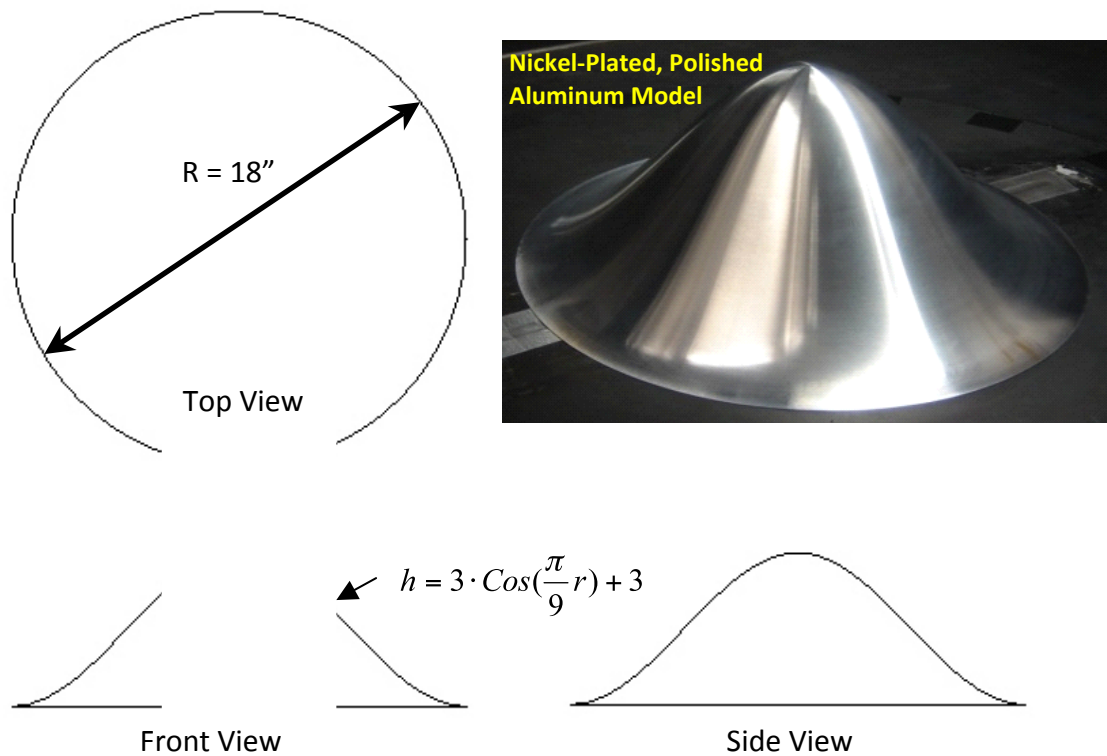 Nickel-Plated, Polished
Aluminum Model
R = 18”
Top View
h = 3 · Cos(π/9 r) + 3
Front View
Side View